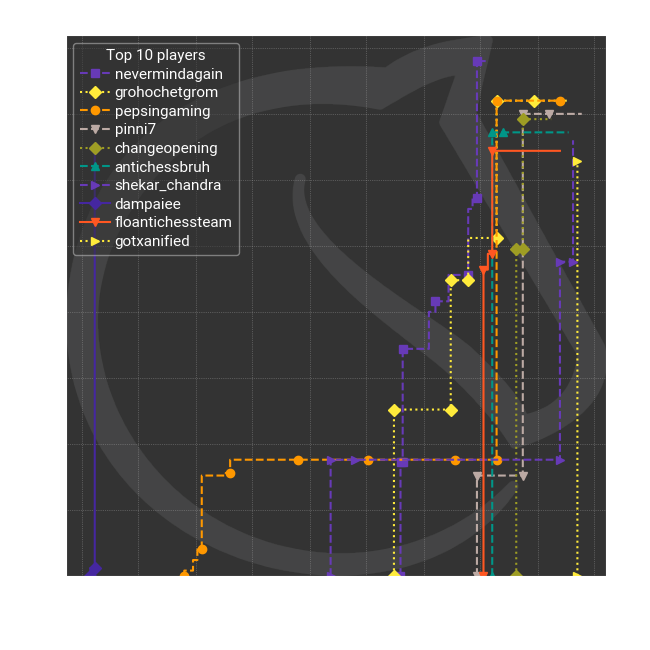 Top 10 players
nevermindagain
grohochetgrom
pepsingaming
pinni7
changeopening
antichessbruh
shekar_chandra
dampaiee
floantichessteam
gotxanified